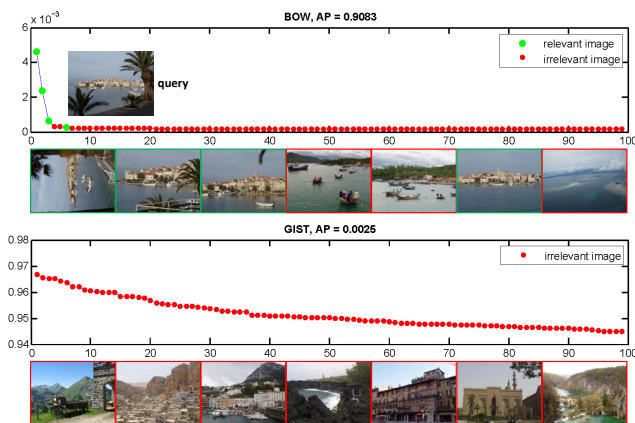 BOW, AP = 0.9083
x 10⁻³
6
4
2
0
relevant image
irrelevant image
query
0 10 20 30 40 50 60 70 80 90 100
GIST, AP = 0.0025
0.98
0.97
0.96
0.95
0.94
irrelevant image
0 10 20 30 40 50 60 70 80 90 100